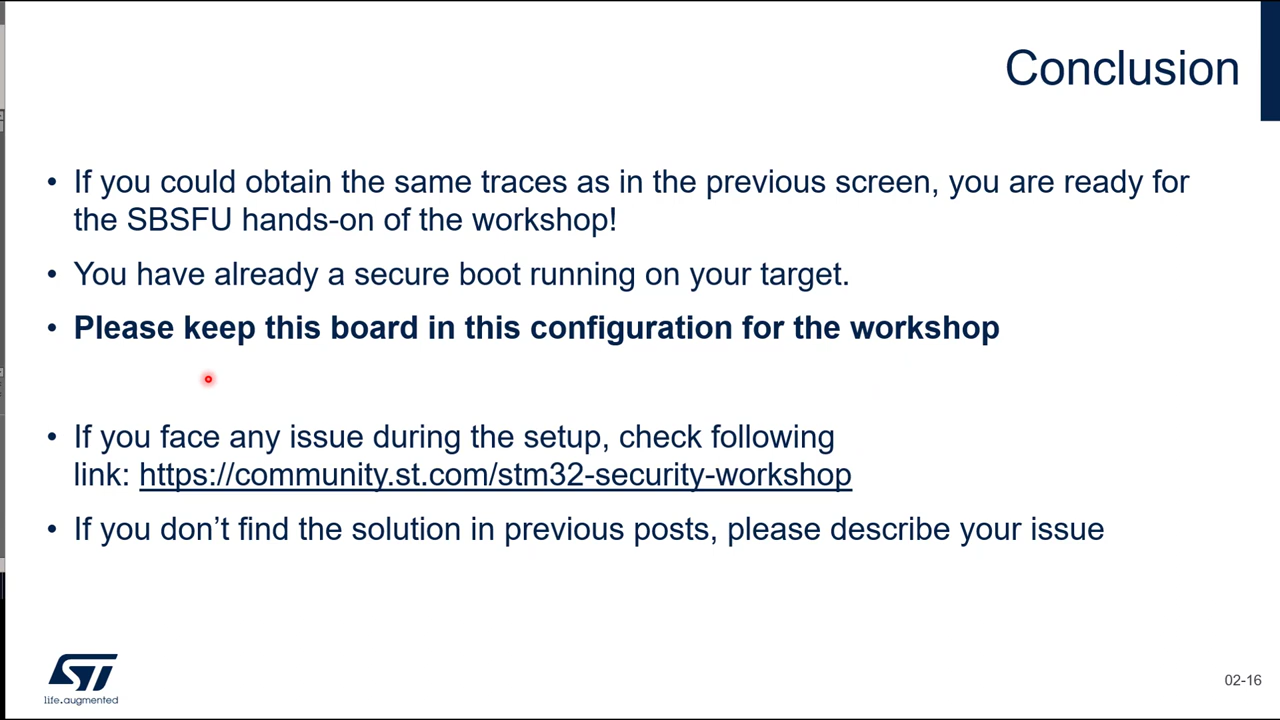 Conclusion
• If you could obtain the same traces as in the previous screen, you are ready for
the SBSFU hands-on of the workshop!
• You have already a secure boot running on your target.
• Please keep this board in this configuration for the workshop
• If you face any issue during the setup, check following
link: https://community.st.com/stm32-security-workshop
• If you don’t find the solution in previous posts, please describe your issue
ST
life.augmented
02-16